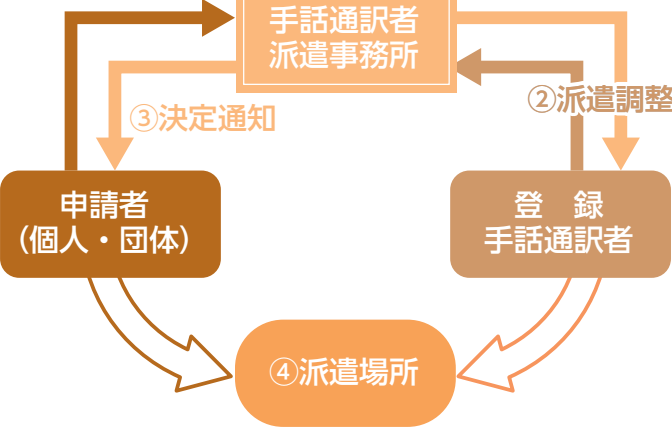 手話通訳者
派遣事務所
②派遣調整
③決定通知
申請者
（個人・団体）
登　録
手話通訳者
④派遣場所